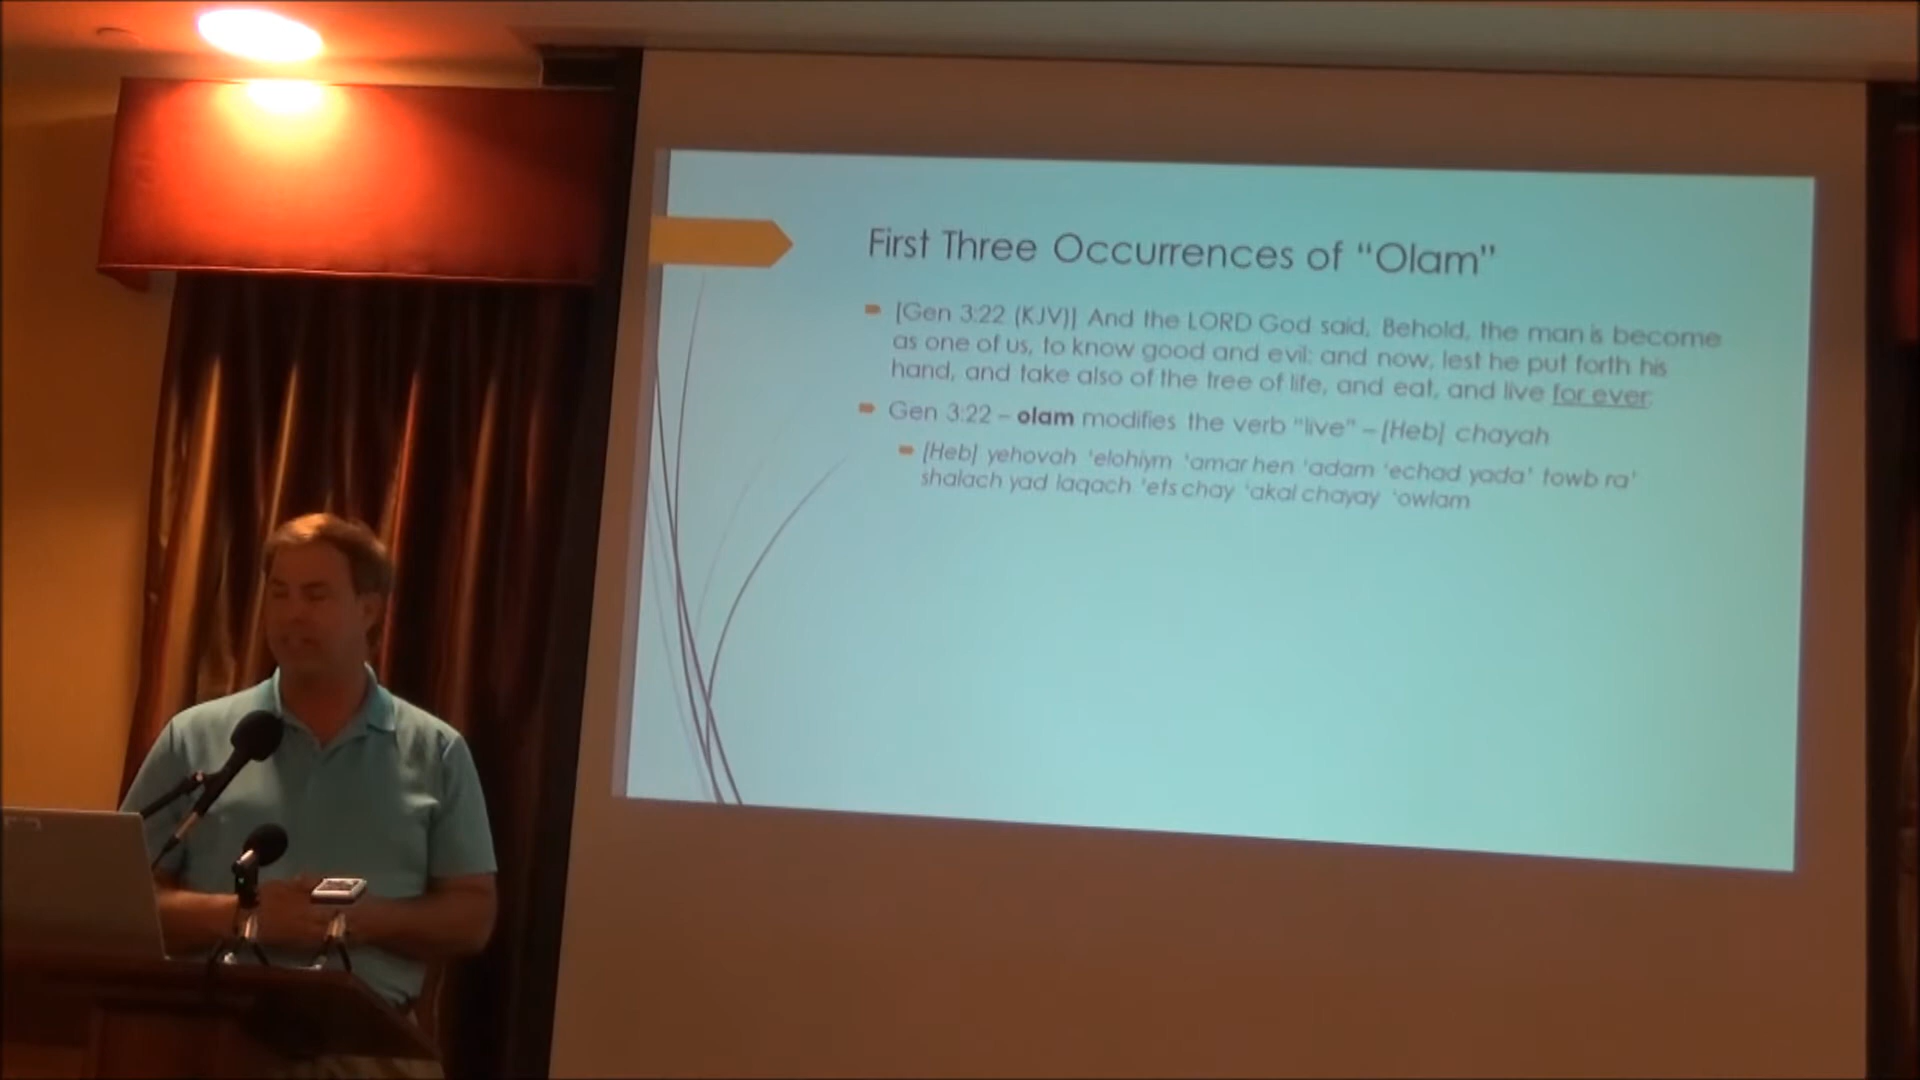 First Three Occurrences of “Olam”
[Gen 3:22 (KJV)] And the LORD God said, Behold, the man is become
as one of us, to know good and evil: and now, lest he put forth his
hand, and take also of the tree of life, and eat, and live for ever:
Gen 3:22 – olam modifies the verb “live” – [Heb] chayah
[Heb] yehovah ‘elohiym ‘amar hen ‘adam ‘echad yada’ towb ra’
shalach yad laqach ‘ets chay ‘akal chayay ‘owlam